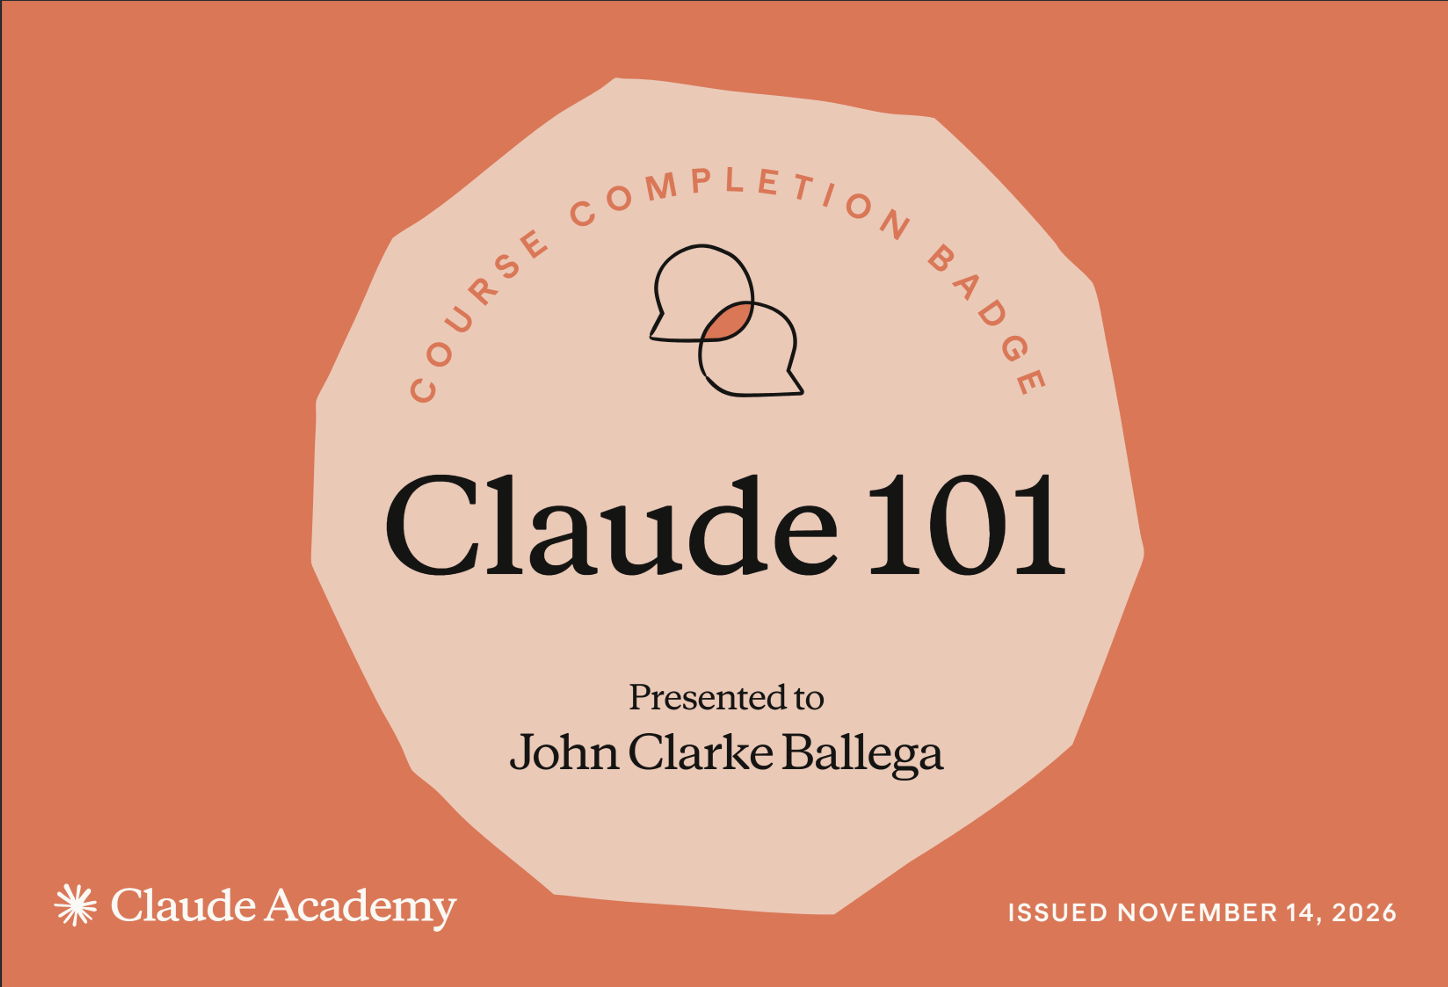 COURSE COMPLETION BADGE
Claude 101
Presented to
John Clarke Ballega
Claude Academy
ISSUED NOVEMBER 14, 2026